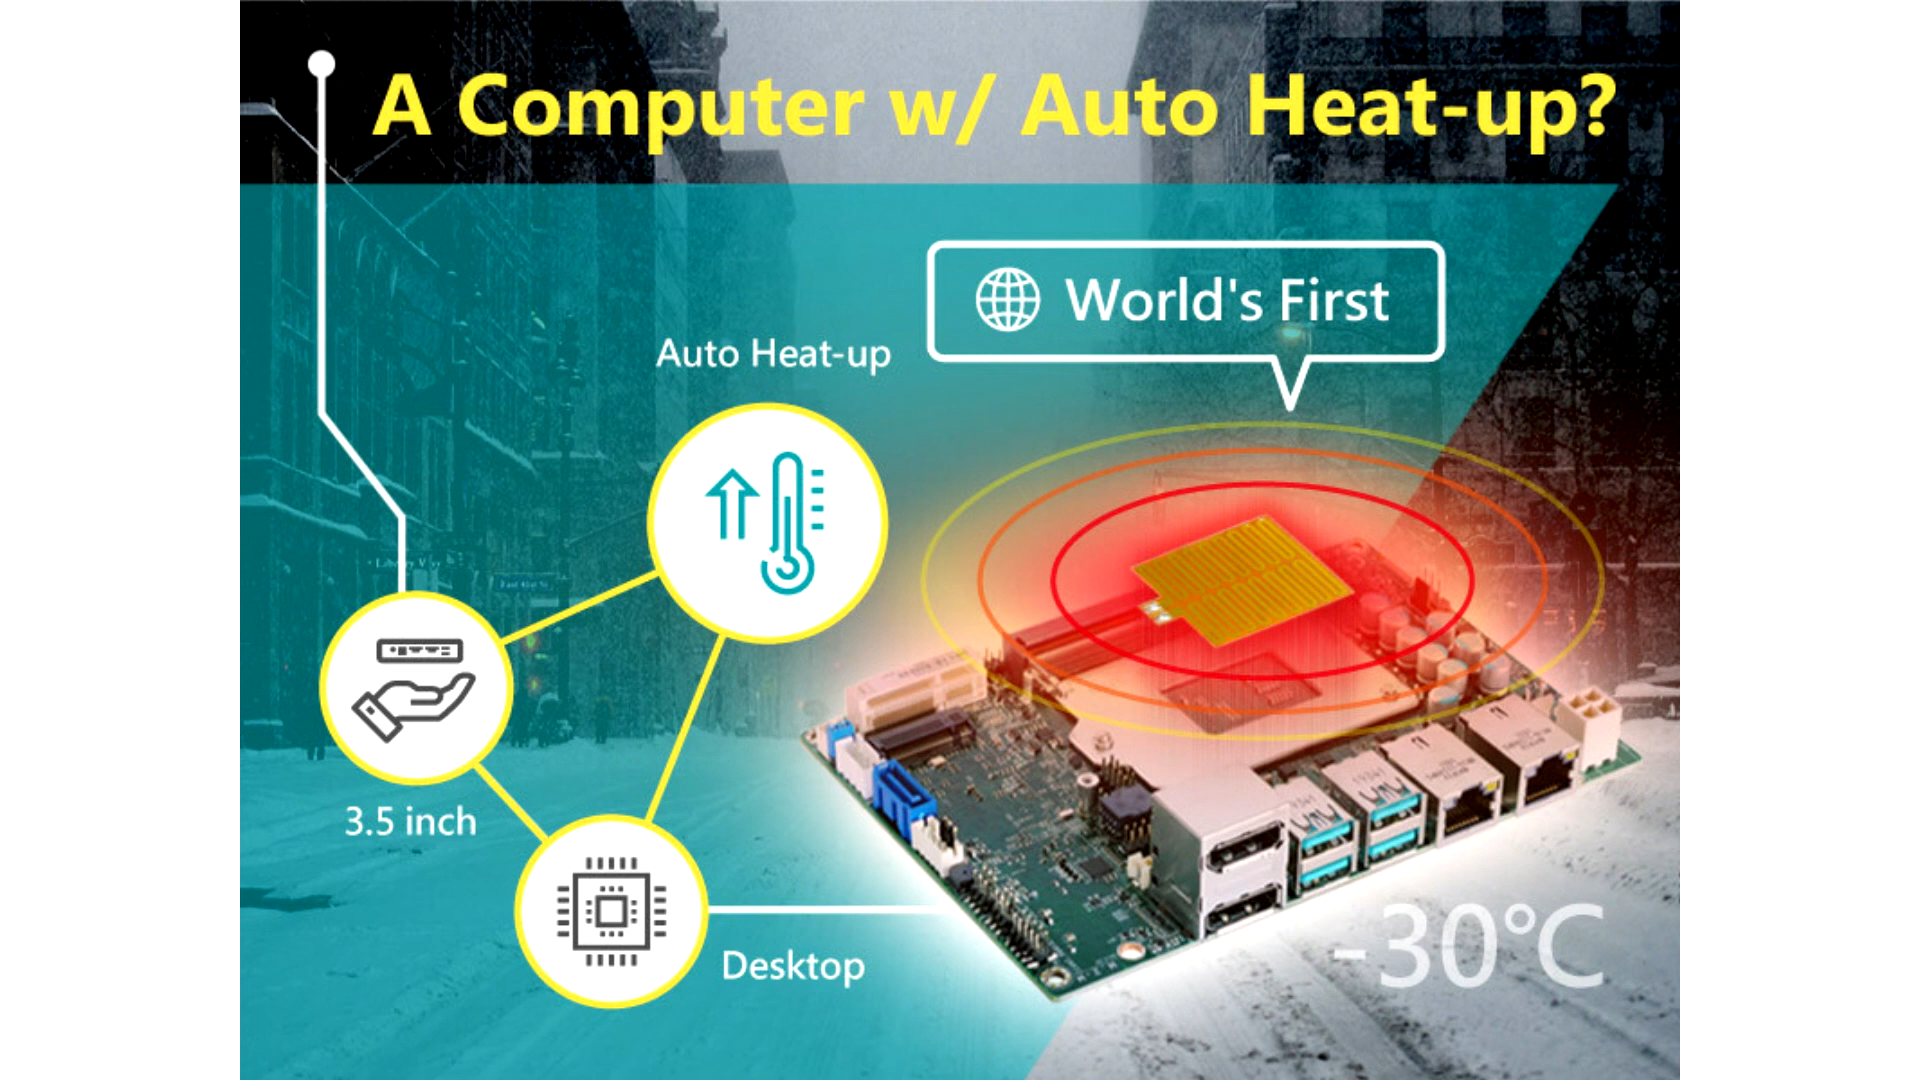 A Computer w/ Auto Heat-up?
World's First
Auto Heat-up
3.5 inch
Desktop
-30°C